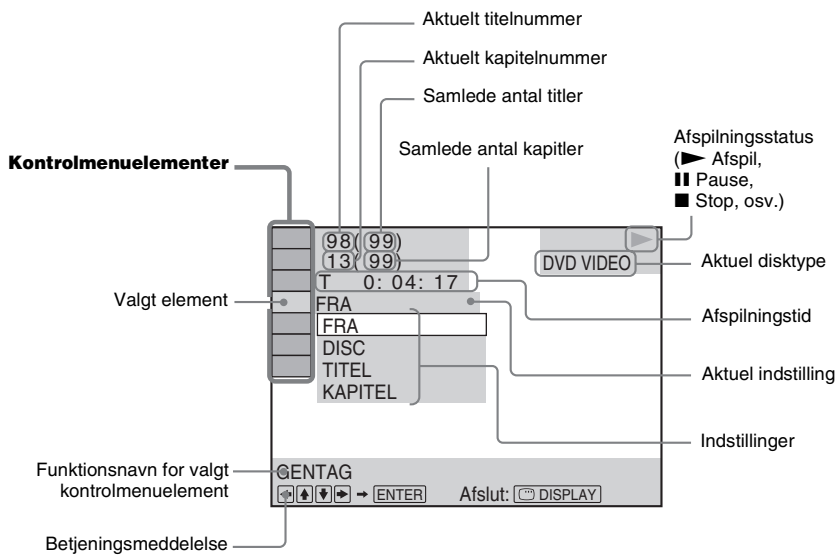 Aktuelt titelnummer
Aktuelt kapitelnummer
Samlede antal titler
Samlede antal kapitler
Afspilningsstatus
(► Afspil,
❚❚ Pause,
■ Stop, osv.)
Kontrolmenuelementer
98( 99)
13( 99)
DVD VIDEO
Aktuel disktype
T 0: 04: 17
Valgt element
FRA
Afspilningstid
FRA
DISC
TITEL
Aktuel indstilling
KAPITEL
Indstillinger
Funktionsnavn for valgt
kontrolmenuelement
GENTAG
← ↑ ↓ → → ENTER Afslut: DISPLAY
Betjeningsmeddelelse